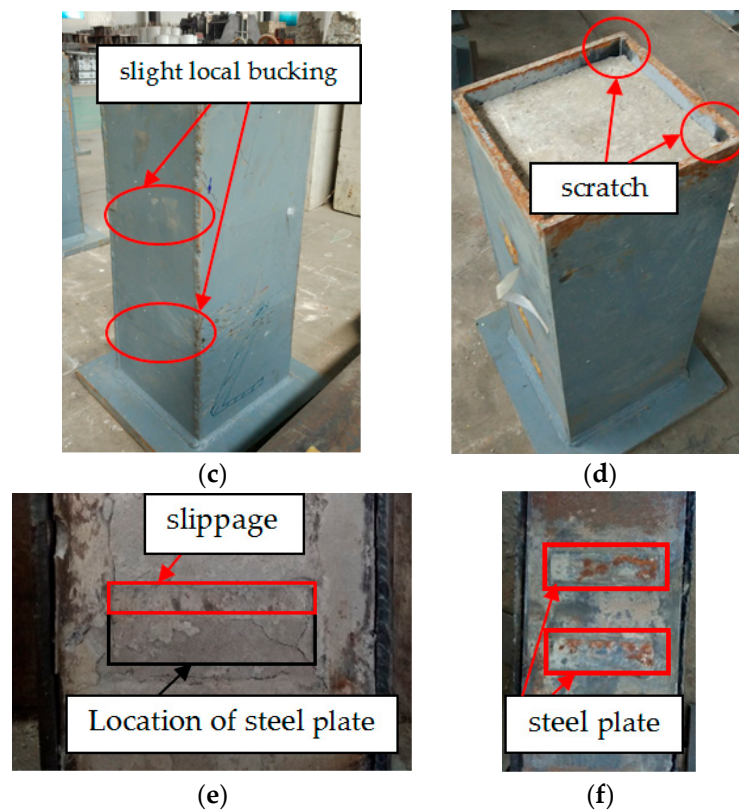 slight local bucking
scratch
(c)
(d)
slippage
Location of steel plate
steel plate
(e)
(f)